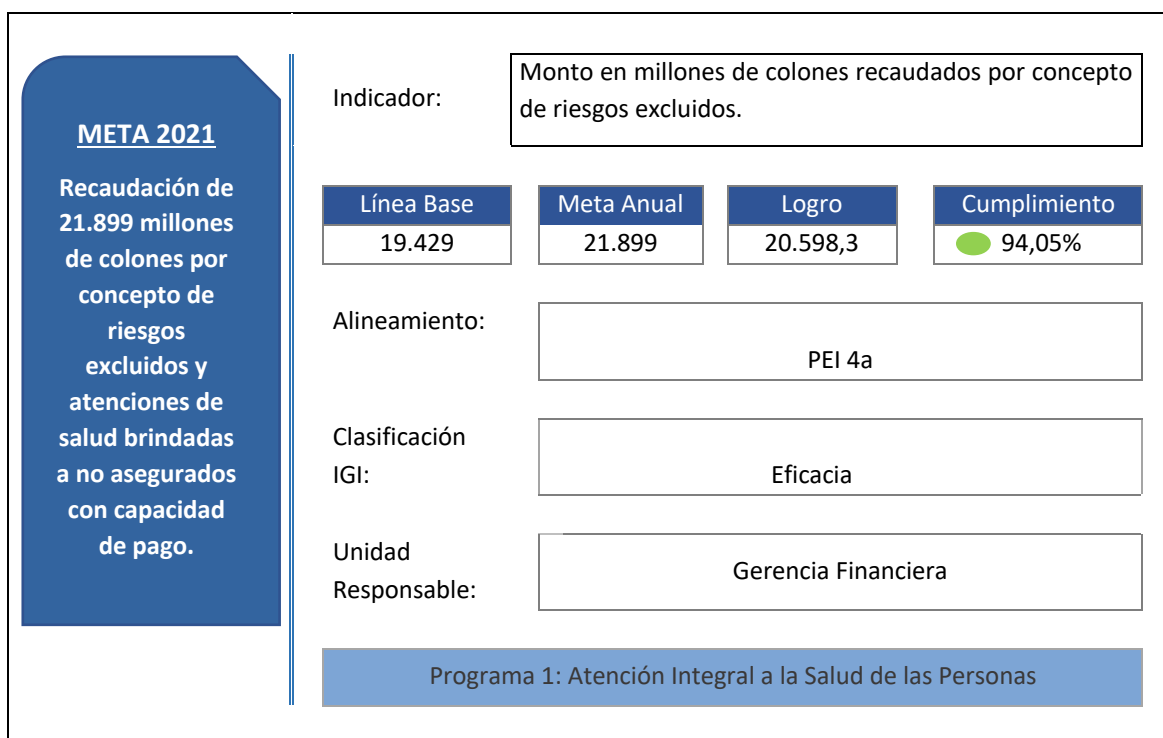 META 2021
Recaudación de
21.899 millones
de colones por
concepto de
riesgos
excluidos y
atenciones de
salud brindadas
a no asegurados
con capacidad
de pago.
Indicador:
Monto en millones de colones recaudados por concepto
de riesgos excluidos.
Línea Base
Meta Anual
Logro
Cumplimiento
19.429
21.899
20.598,3
94,05%
Alineamiento:
PEI 4a
Clasificación
IGI:
Eficacia
Unidad
Responsable:
Gerencia Financiera
Programa 1: Atención Integral a la Salud de las Personas